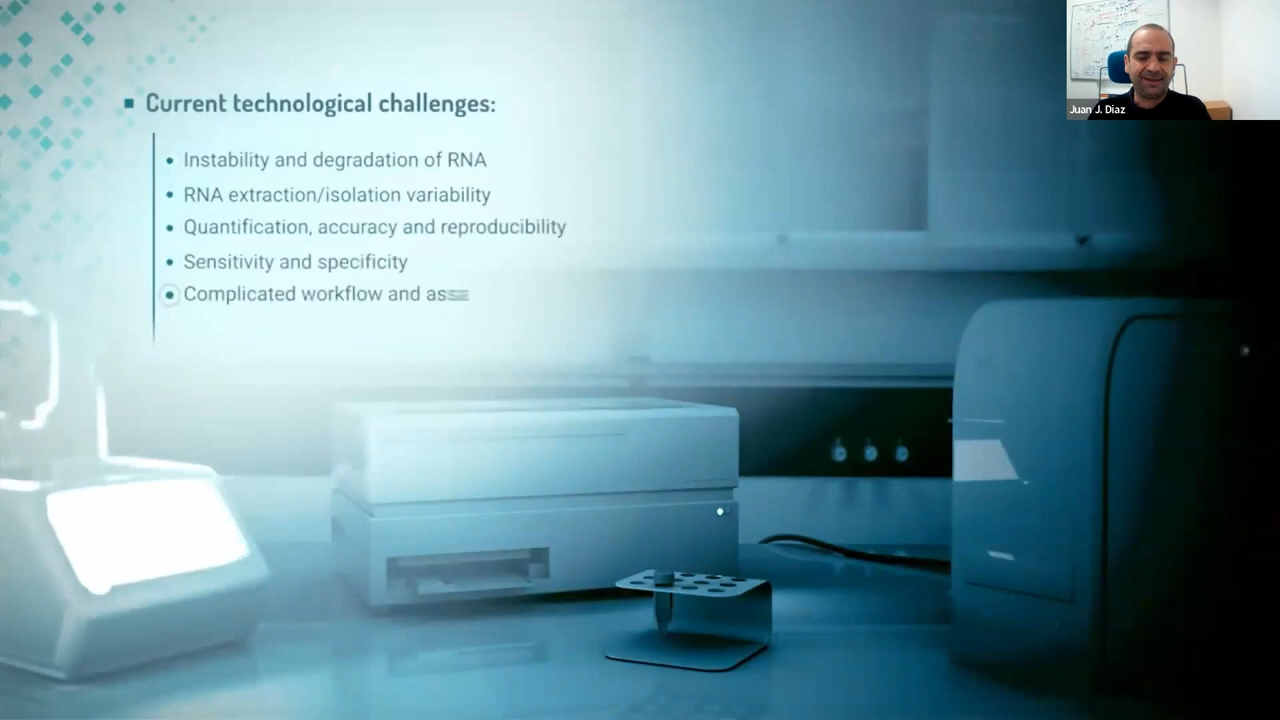 Current technological challenges:
Instability and degradation of RNA
RNA extraction/isolation variability
Quantification, accuracy and reproducibility
Sensitivity and specificity
Complicated workflow and
Juan J. Diaz